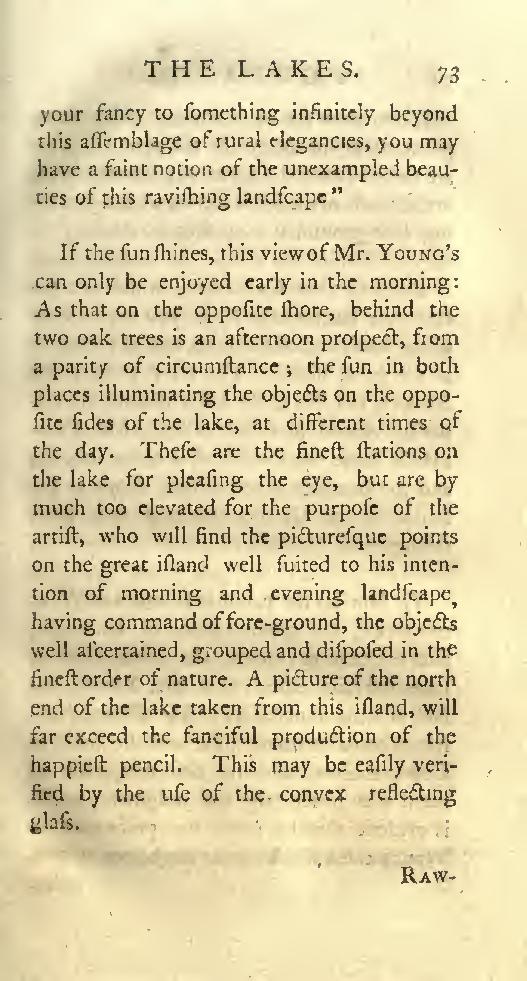 THE LAKES. 73
your fancy to ſomething infinitely beyond
this aſſemblage of rural elegancies, you may
have a faint notion of the unexampled beau-
ties of this raviſhing landſcape"
If the ſun ſhines, this view of Mr. YOUNG'S
can only be enjoyed early in the morning:
As that on the oppoſite ſhore, behind the
two oak trees is an afternoon proſpect, from
a parity of circumſtance; the ſun in both
places illuminating the objects on the oppo-
ſite ſides of the lake, at different times of
the day. Theſe are the fineſt ſtations on
the lake for pleaſing the eye, but are by
much too elevated for the purpoſe of the
artiſt, who will find the pictureſque points
on the great iſland well ſuited to his inten-
tion of morning and evening landſcape,
having command of fore-ground, the objects
well aſcertained, grouped and diſpoſed in the
fineſt order of nature. A picture of the north
end of the lake taken from this iſland, will
far exceed the fanciful production of the
happieſt pencil. This may be eaſily veri-
fied by the uſe of the convex reflecting
glaſs.
RAW-